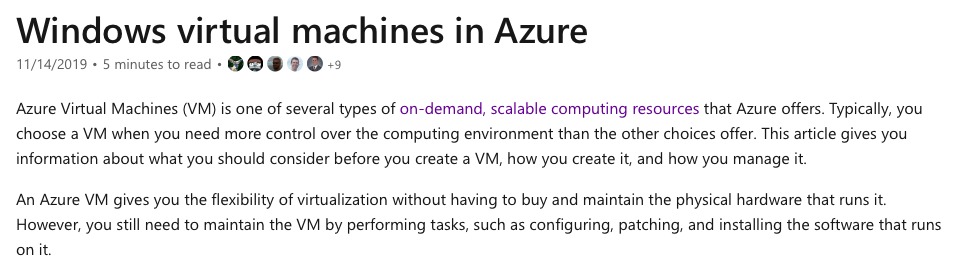 Windows virtual machines in Azure
11/14/2019 • 5 minutes to read • +9
Azure Virtual Machines (VM) is one of several types of on-demand, scalable computing resources that Azure offers. Typically, you
choose a VM when you need more control over the computing environment than the other choices offer. This article gives you
information about what you should consider before you create a VM, how you create it, and how you manage it.
An Azure VM gives you the flexibility of virtualization without having to buy and maintain the physical hardware that runs it.
However, you still need to maintain the VM by performing tasks, such as configuring, patching, and installing the software that runs
on it.